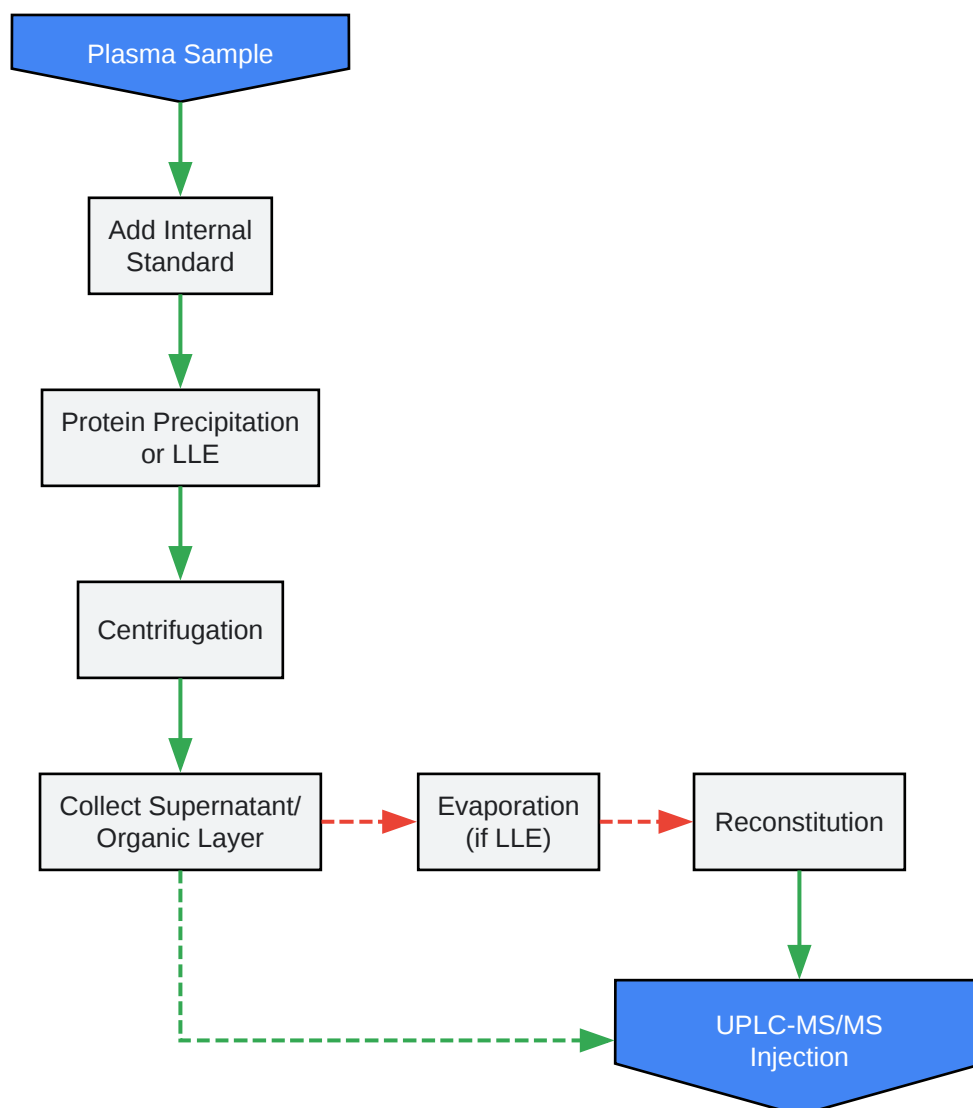 Plasma Sample
Add Internal
Standard
Protein Precipitation
or LLE
Centrifugation
Collect Supernatant/
Organic Layer
Evaporation
(if LLE)
Reconstitution
UPLC-MS/MS
Injection